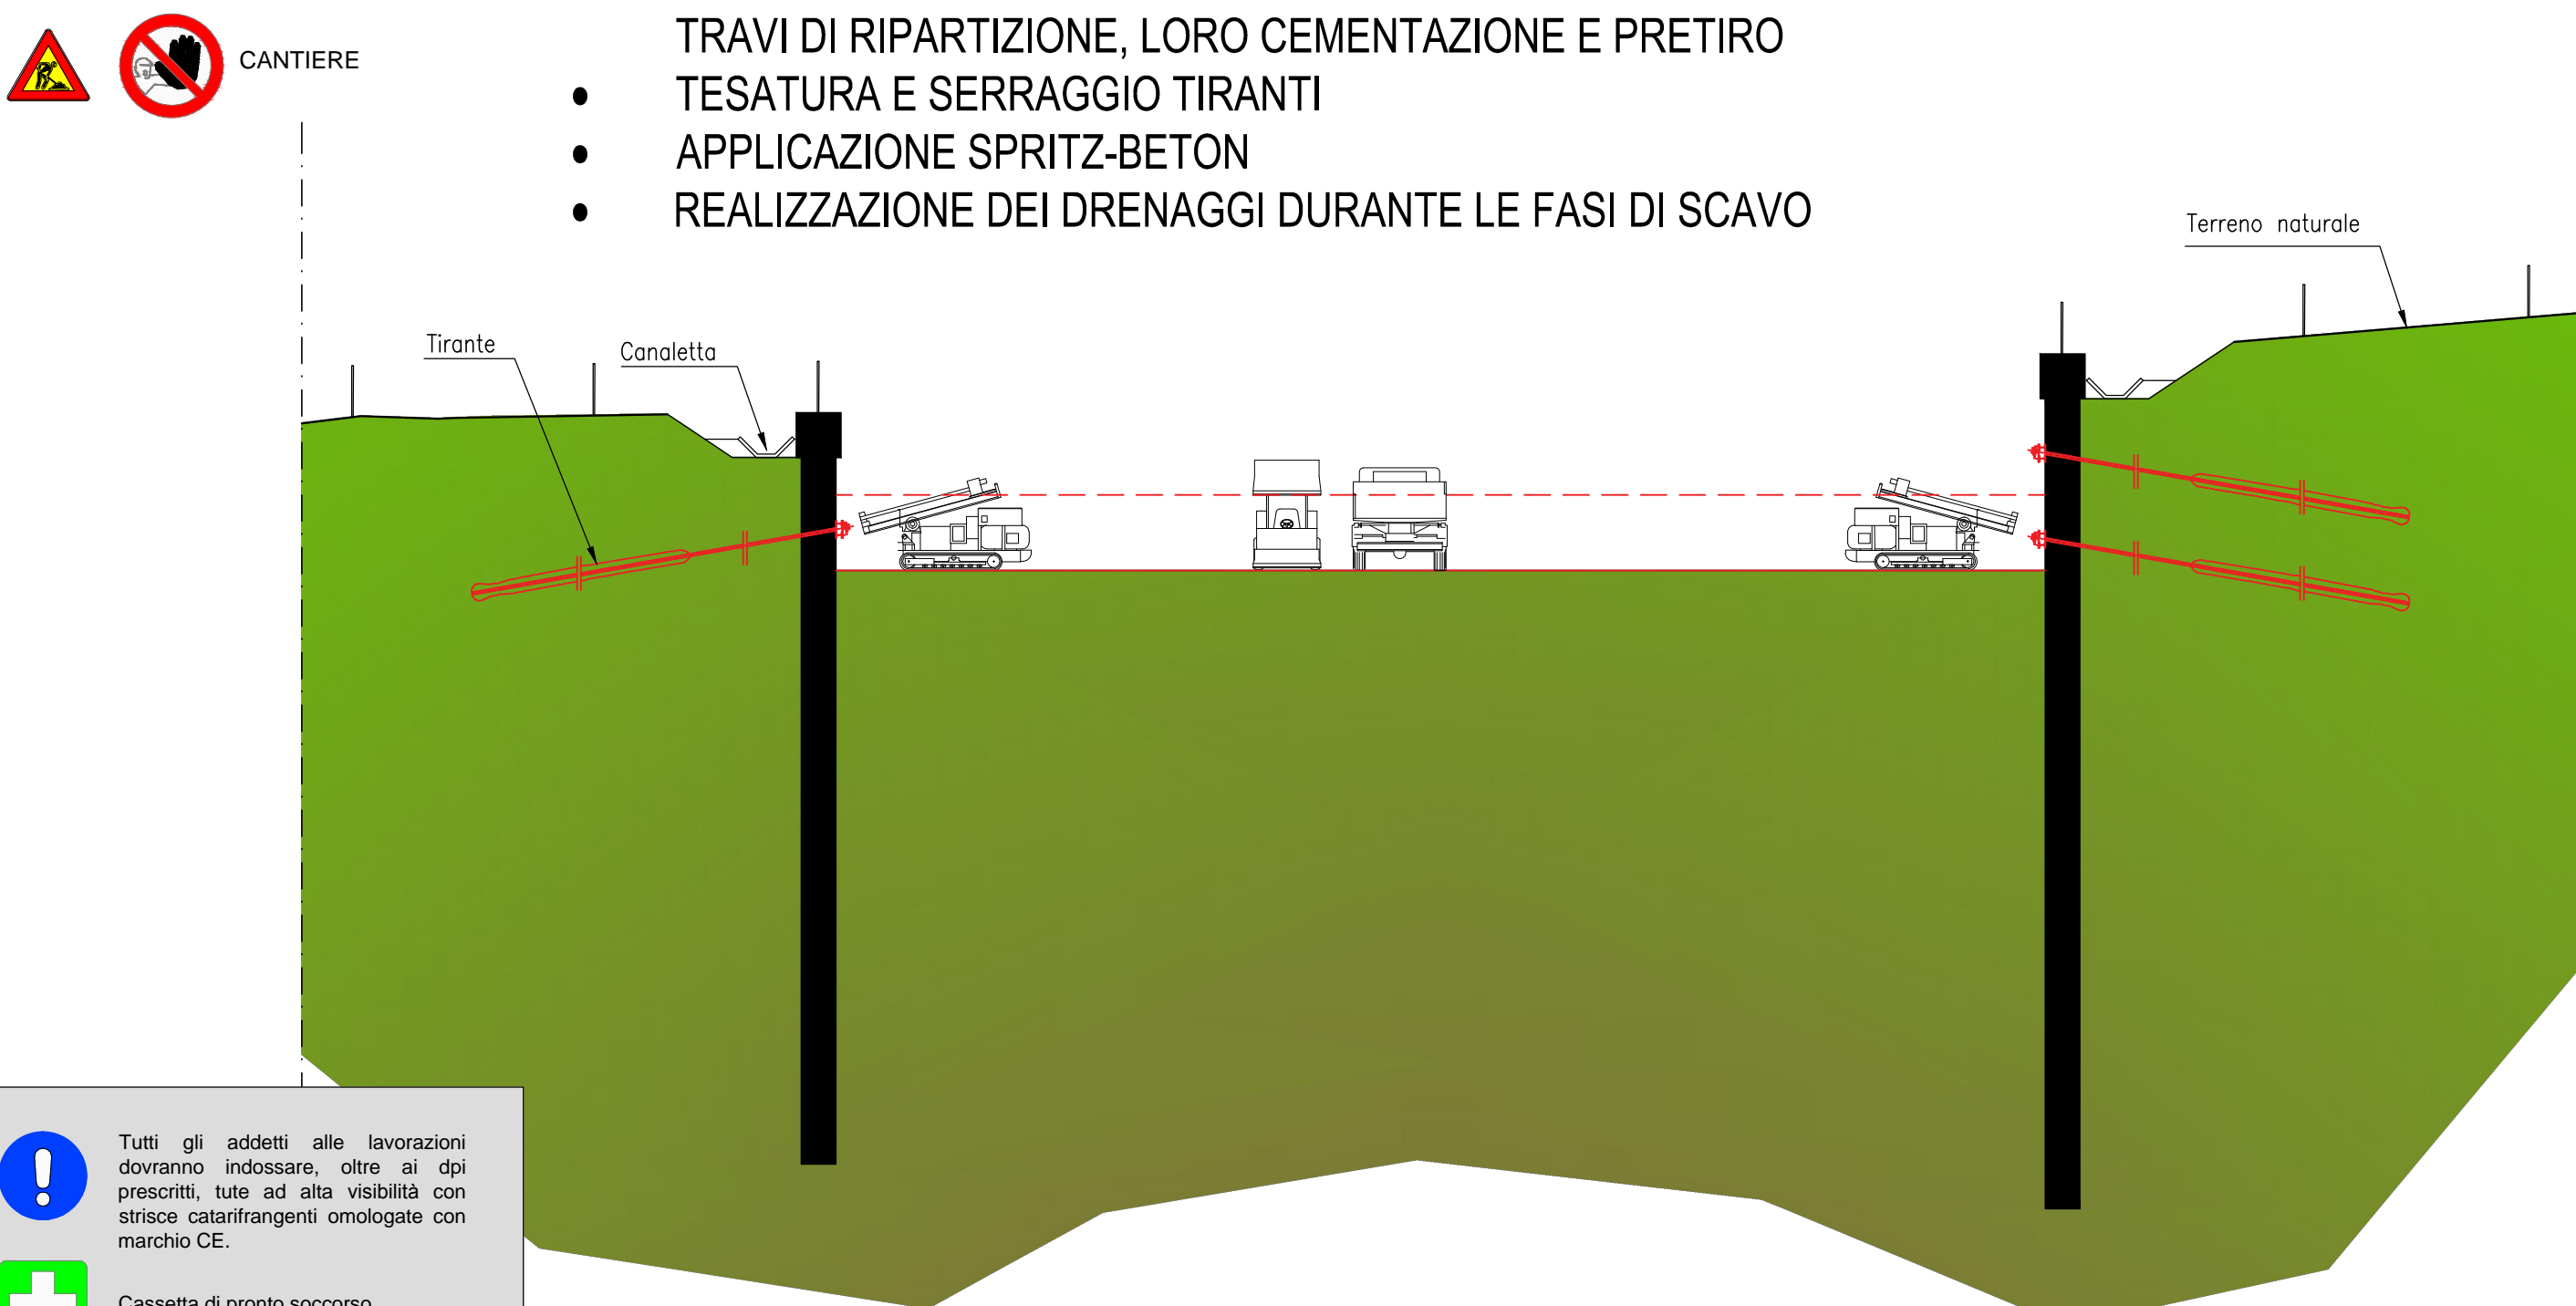 CANTIERE
TRAVI DI RIPARTIZIONE, LORO CEMENTAZIONE E PRETIRO
• TESATURA E SERRAGGIO TIRANTI
• APPLICAZIONE SPRITZ-BETON
• REALIZZAZIONE DEI DRENAGGI DURANTE LE FASI DI SCAVO
Terreno naturale
Tirante
Canaletta
Tutti gli addetti alle lavorazioni
dovranno indossare, oltre ai dpi
prescritti, tute ad alta visibilità con
strisce catarifrangenti omologate con
marchio CE.
Cassetta di pronto soccorso